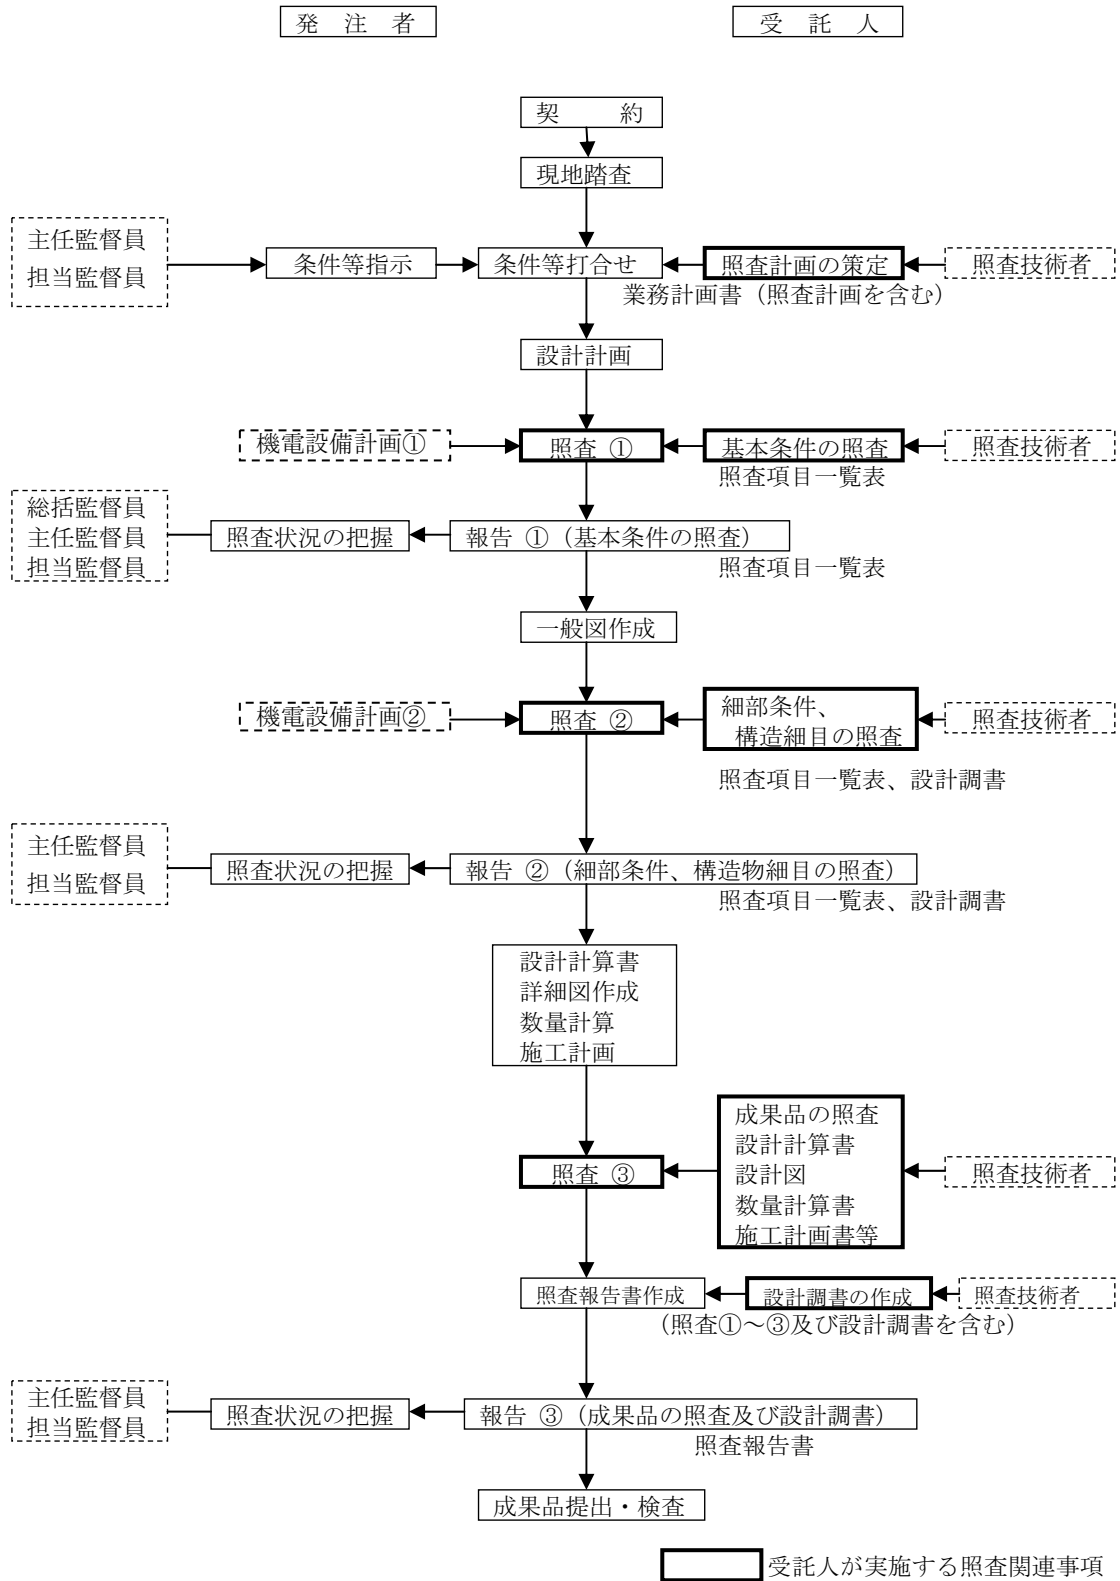 発 注 者
受 託 人
契 約
現地踏査
主任監督員
担当監督員
条件等指示
条件等打合せ
照査計画の策定
照査技術者
業務計画書（照査計画を含む）
設計計画
機電設備計画①
照査 ①
基本条件の照査
照査技術者
照査項目一覧表
総括監督員
主任監督員
担当監督員
照査状況の把握
報告 ①（基本条件の照査）
照査項目一覧表
一般図作成
機電設備計画②
照査 ②
細部条件、
構造細目の照査
照査技術者
照査項目一覧表、設計調書
主任監督員
担当監督員
照査状況の把握
報告 ②（細部条件、構造物細目の照査）
照査項目一覧表、設計調書
設計計算書
詳細図作成
数量計算
施工計画
照査 ③
成果品の照査
設計計算書
設計図
数量計算書
施工計画書等
照査技術者
照査報告書作成
設計調書の作成
照査技術者
（照査①～③及び設計調書を含む）
主任監督員
担当監督員
照査状況の把握
報告 ③（成果品の照査及び設計調書）
照査報告書
成果品提出・検査
受託人が実施する照査関連事項